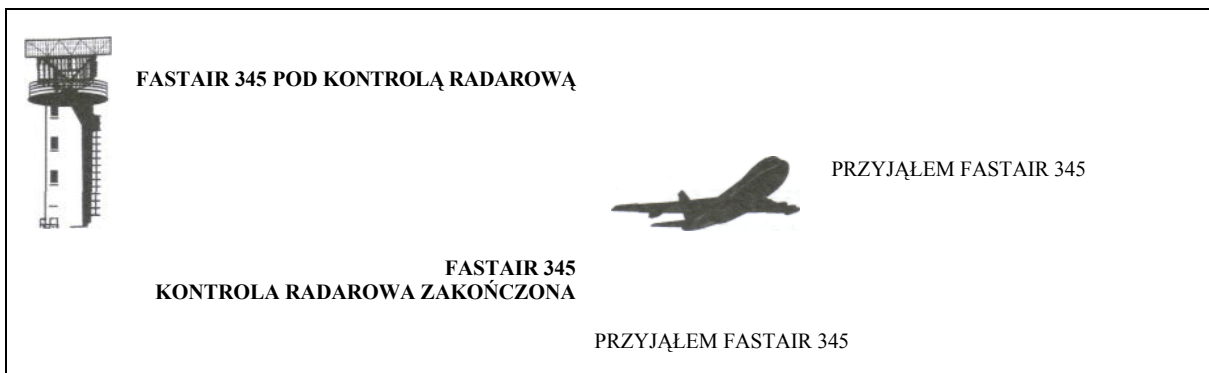 FASTAIR 345 POD KONTROLĄ RADAROWĄ
PRZYJĄŁEM FASTAIR 345
FASTAIR 345
KONTROLA RADAROWA ZAKOŃCZONA
PRZYJĄŁEM FASTAIR 345